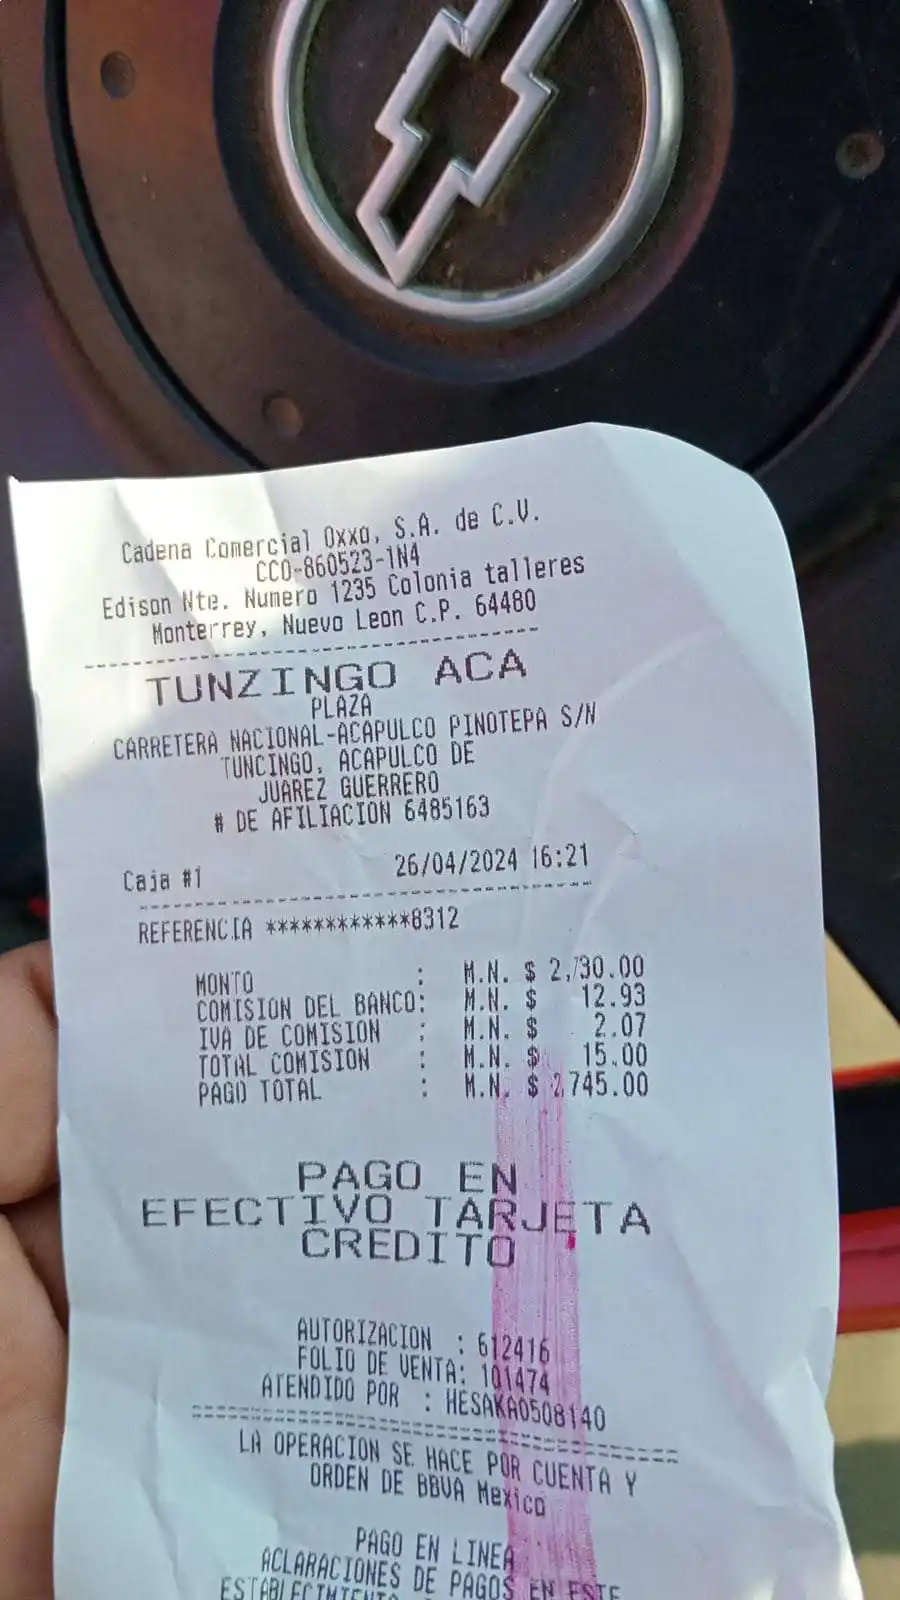 Cadena Comercial Oxxo, S.A. de C.V.
CCO-860523-1N4
Edison Nte. Numero 1235 Colonia talleres
Monterrey, Nuevo Leon C.P. 64480
TUNZINGO ACA
PLAZA
CARRETERA NACIONAL-ACAPULCO PINOTEPA S/N
TUNCINGO, ACAPULCO DE
JUAREZ GUERRERO
# DE AFILIACION 6485163
Caja #1 26/04/2024 16:21
REFERENCIA ************8312
MONTO : M.N. $ 2,730.00
COMISION DEL BANCO: M.N. $ 12.93
IVA DE COMISION : M.N. $ 2.07
TOTAL COMISION : M.N. $ 15.00
PAGO TOTAL : M.N. $ 2,745.00
PAGO EN
EFECTIVO TARJETA
CREDITO
AUTORIZACION : 612416
FOLIO DE VENTA: 101474
ATENDIDO POR : HESAKA0508140
LA OPERACION SE HACE POR CUENTA Y
ORDEN DE BBVA Mexico
PAGO EN LINEA
ACLARACIONES DE PAGOS EN ESTE
ESTABLECIMIENTO